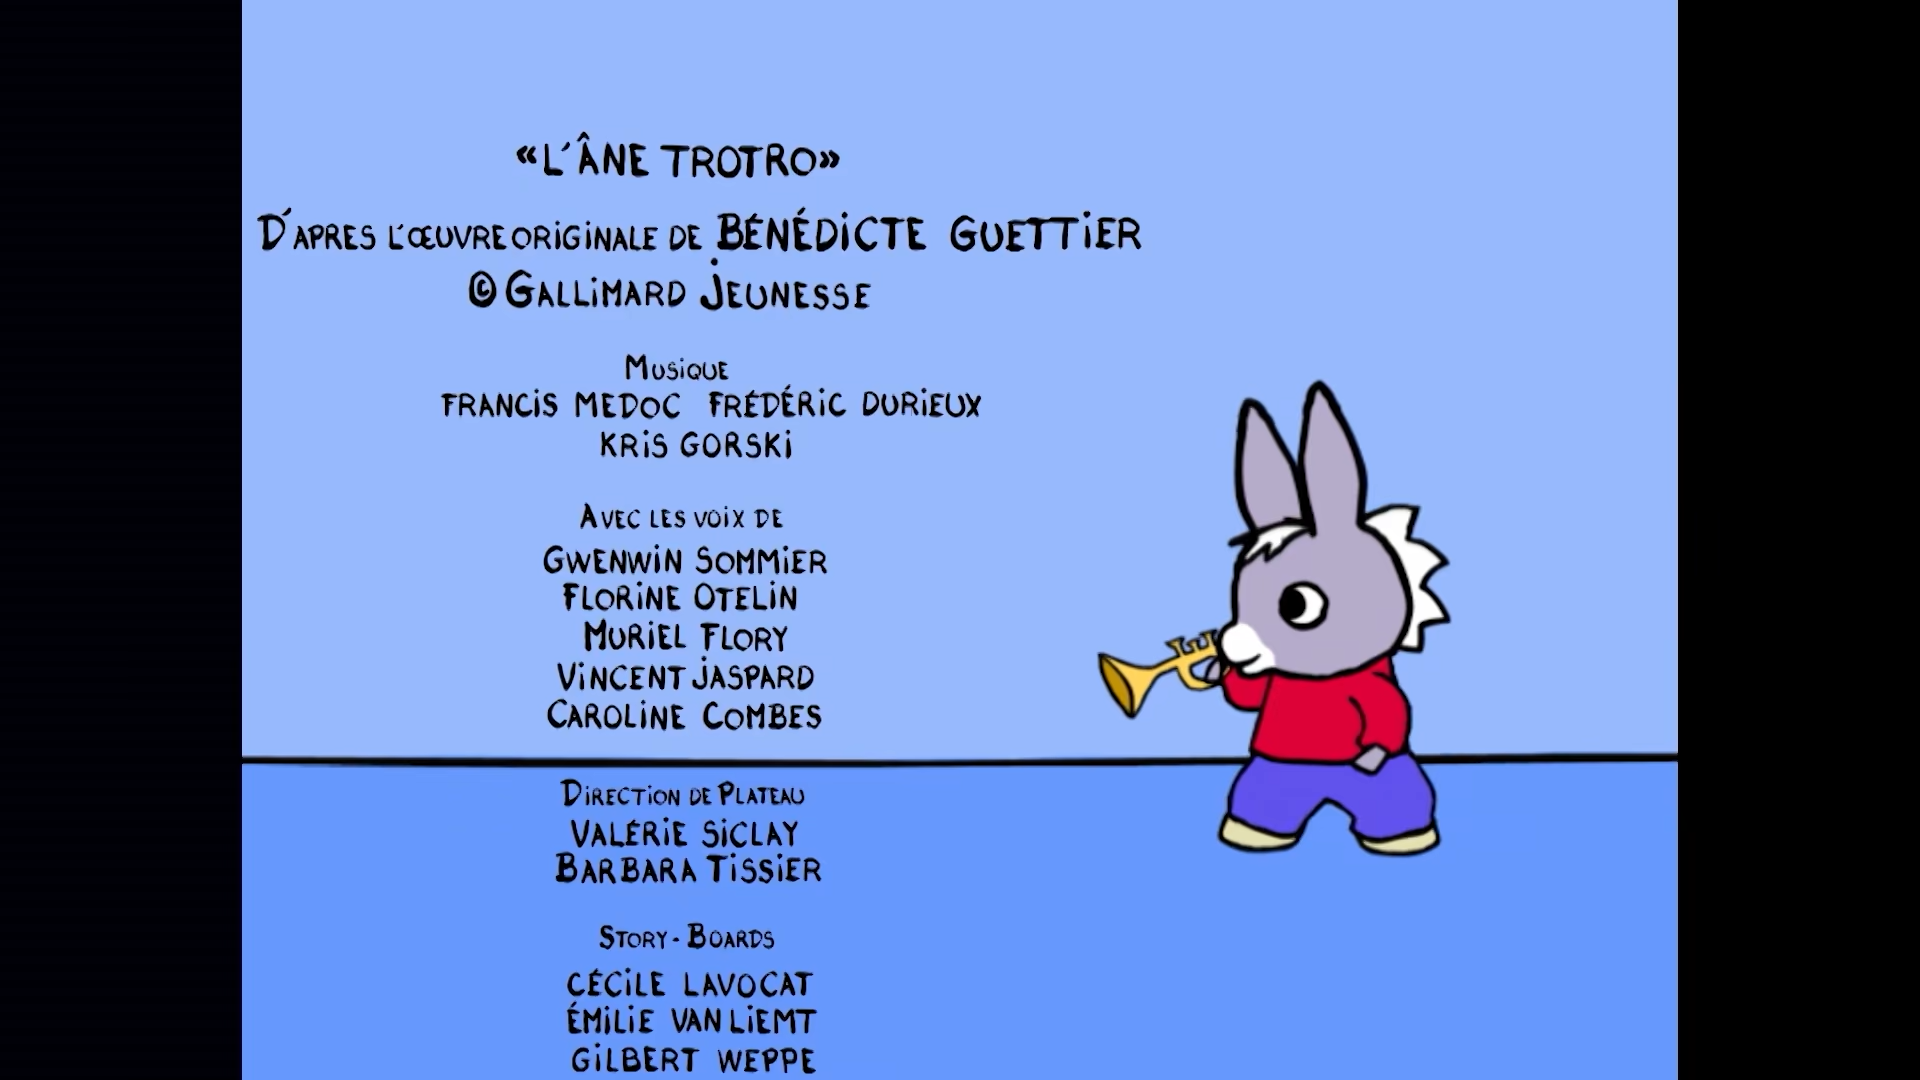 «L'ÂNE TROTRO»
D'APRES L'ŒUVRE ORIGINALE DE BÉNÉDICTE GUETTIER
© GALLIMARD JEUNESSE
MUSIQUE
FRANCIS MEDOC FRÉDÉRIC DURIEUX
KRIS GORSKI
AVEC LES VOIX DE
GWENWIN SOMMIER
FLORINE OTELIN
MURIEL FLORY
VINCENT JASPARD
CAROLINE COMBES
DIRECTION DE PLATEAU
VALÉRIE SICLAY
BARBARA TISSIER
STORY-BOARDS
CÉCILE LAVOCAT
ÉMILIE VAN LIEMT
GILBERT WEPPE